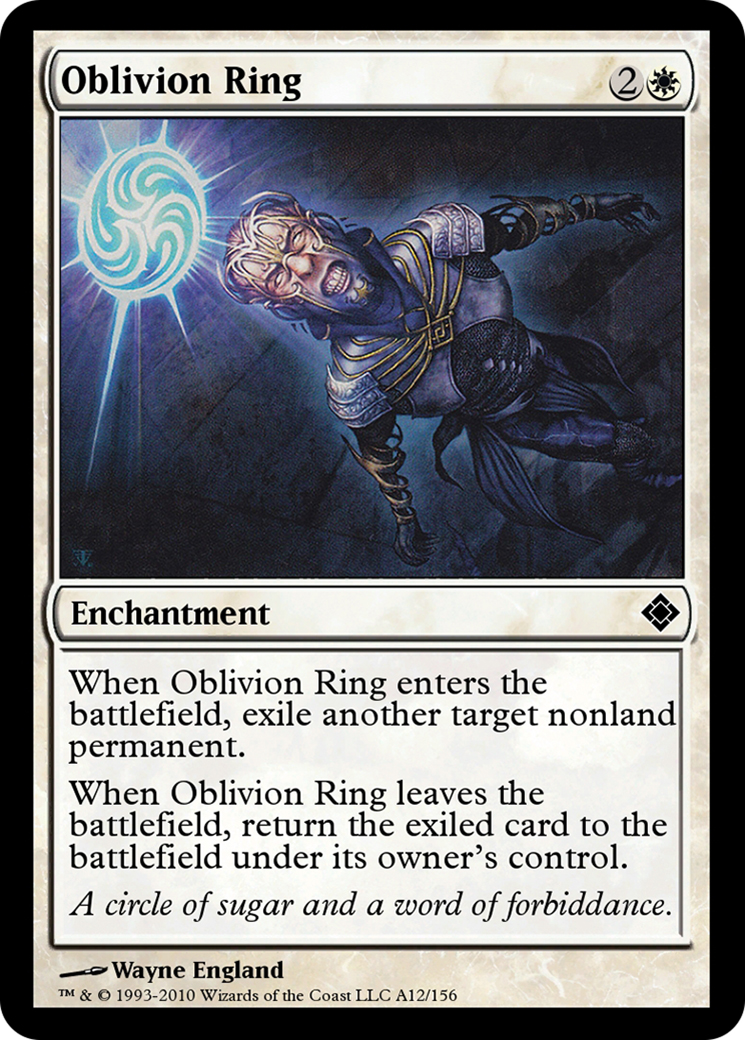 Oblivion Ring 2
Enchantment
When Oblivion Ring enters the
battlefield, exile another target nonland
permanent.
When Oblivion Ring leaves the
battlefield, return the exiled card to the
battlefield under its owner's control.
A circle of sugar and a word of forbiddance.
Wayne England
™ & © 1993-2010 Wizards of the Coast LLC A12/156